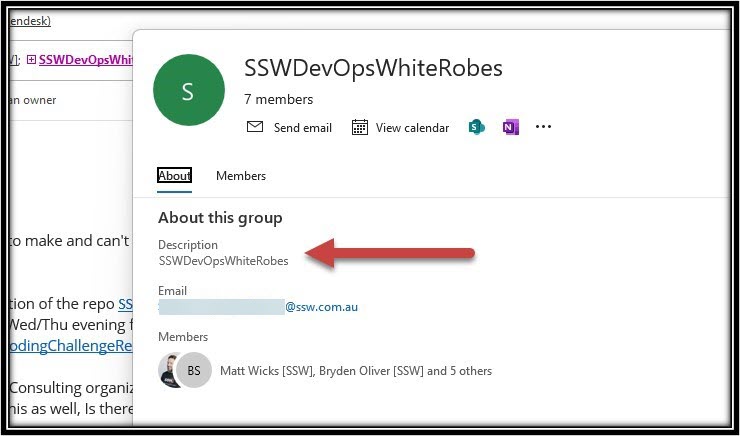 endesk)
SSWDevOpsWhiteRobes
V]; SSWDevOpsWhit
7 members
an owner
S
Send email
View calendar
S
N
About
Members
About this group
to make and can't
Description
SSWDevOpsWhiteRobes
tion of the repo SS
Email
@ssw.com.au
Wed/Thu evening f
odingChallengeRe
Members
BS
Matt Wicks [SSW], Bryden Oliver [SSW] and 5 others
Consulting organiz
his as well, Is there